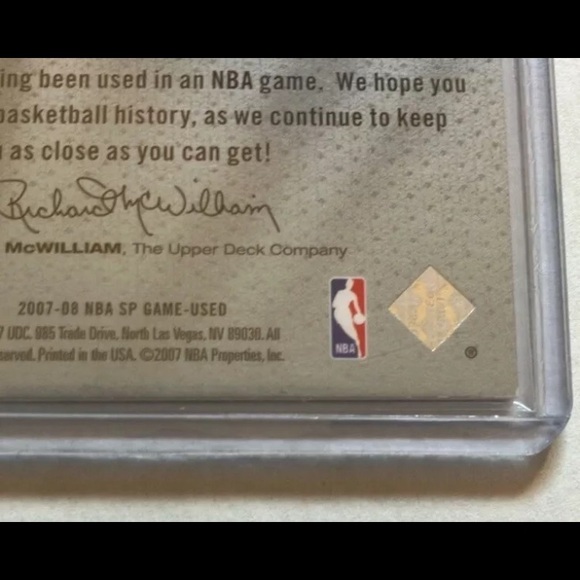 ing been used in an NBA game. We hope you
basketball history, as we continue to keep
as close as you can get!
Richard McWilliam
McWILLIAM, The Upper Deck Company
2007-08 NBA SP GAME-USED
7 UDC. 985 Trade Drive, North Las Vegas, NV 89030. All
served. Printed in the USA. ©2007 NBA Properties, Inc.
NBA
®